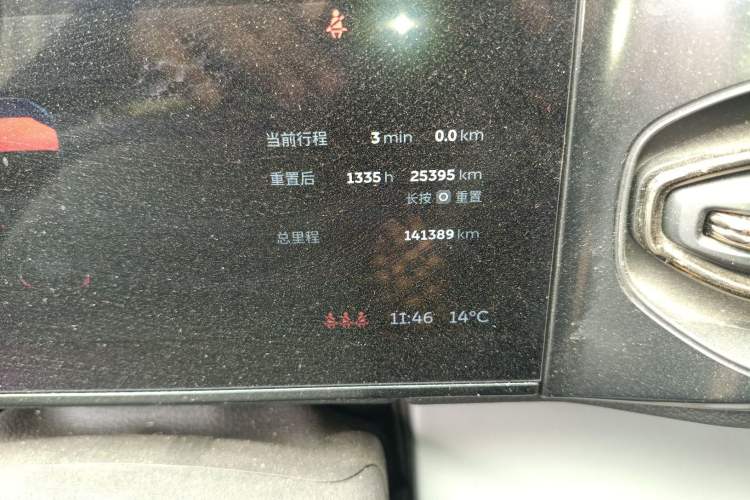 当前行程 3 min 0.0 km
重置后 1335 h 25395 km
长按 O 重置
总里程 141389 km
11:46 14°C